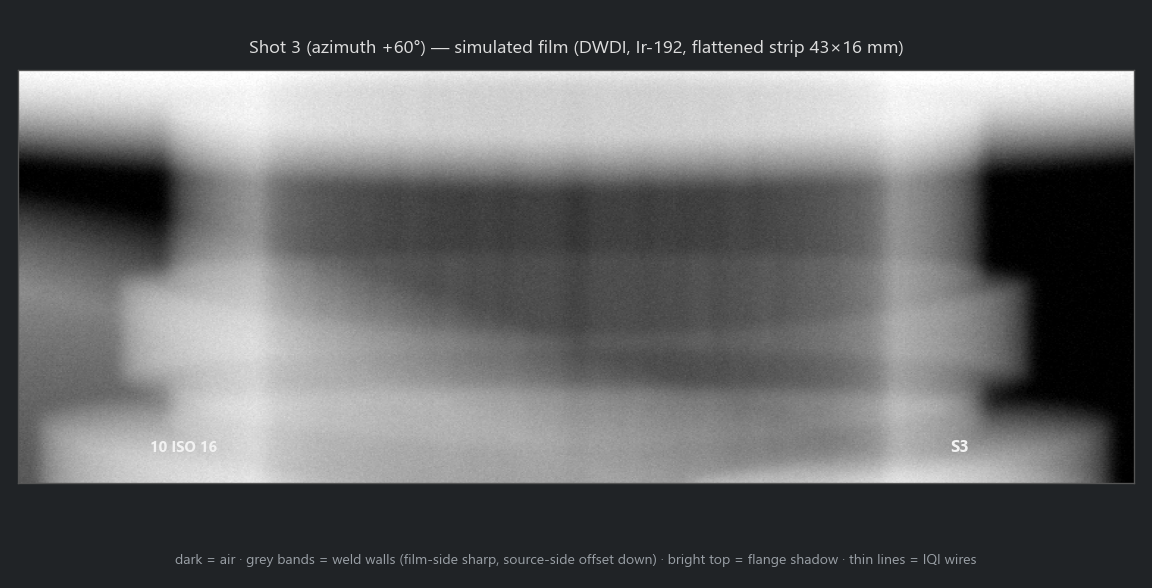 Shot 3 (azimuth +60°) — simulated film (DWDI, Ir-192, flattened strip 43×16 mm)
10 ISO 16
S3
dark = air · grey bands = weld walls (film-side sharp, source-side offset down) · bright top = flange shadow · thin lines = IQI wires